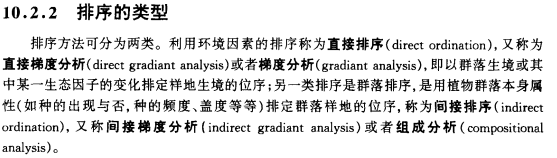 10.2.2 排序的类型
排序方法可分为两类。利用环境因素的排序称为直接排序(direct ordination),又称为
直接梯度分析(direct gradiant analysis)或者梯度分析(gradiant analysis),即以群落生境或其
中某一生态因子的变化排定样地生境的位序;另一类排序是群落排序,是用植物群落本身属
性(如种的出现与否,种的频度、盖度等等)排定群落样地的位序,称为间接排序(indirect
ordination),又称间接梯度分析(indirect gradiant analysis)或者组成分析(compositional
analysis)。